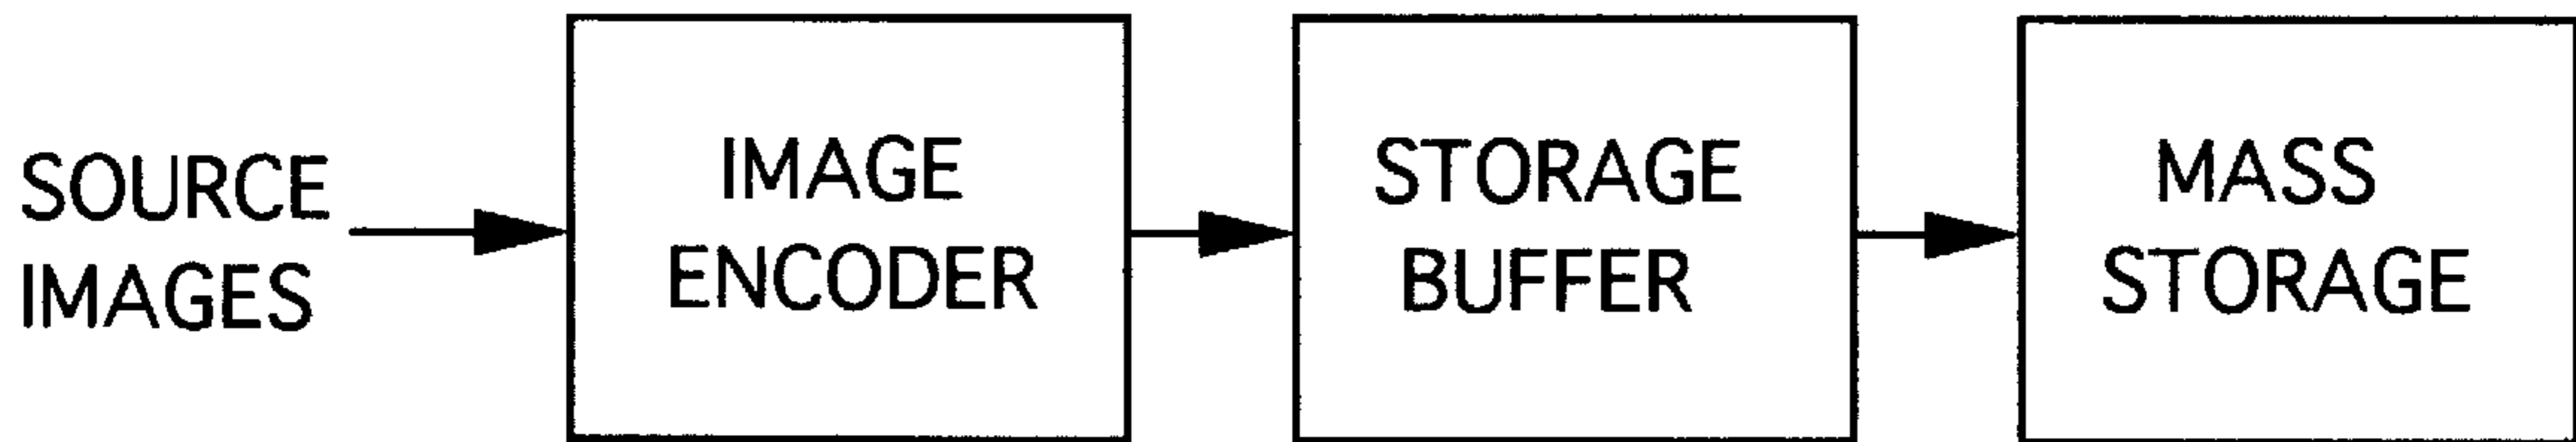 SOURCE
IMAGES
IMAGE
ENCODER
STORAGE
BUFFER
MASS
STORAGE